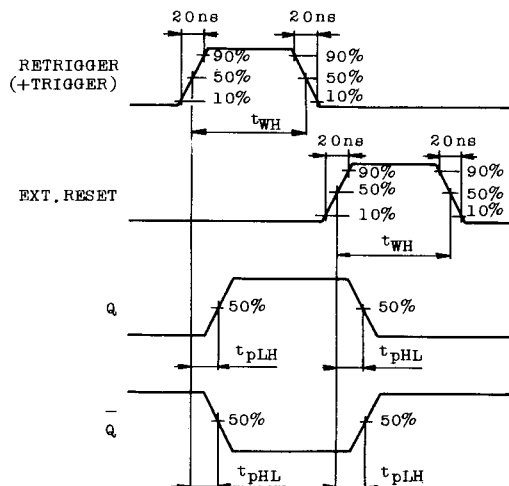 20ns 20ns
RETRIGGER
(+TRIGGER)
90% 90%
50% 50%
10% 10%
tWH
20ns 20ns
EXT.RESET
90% 90%
50% 50%
10% 10%
tWH
Q
50% 50%
tpLH tpHL
Q̅
50% 50%
tpHL tpLH